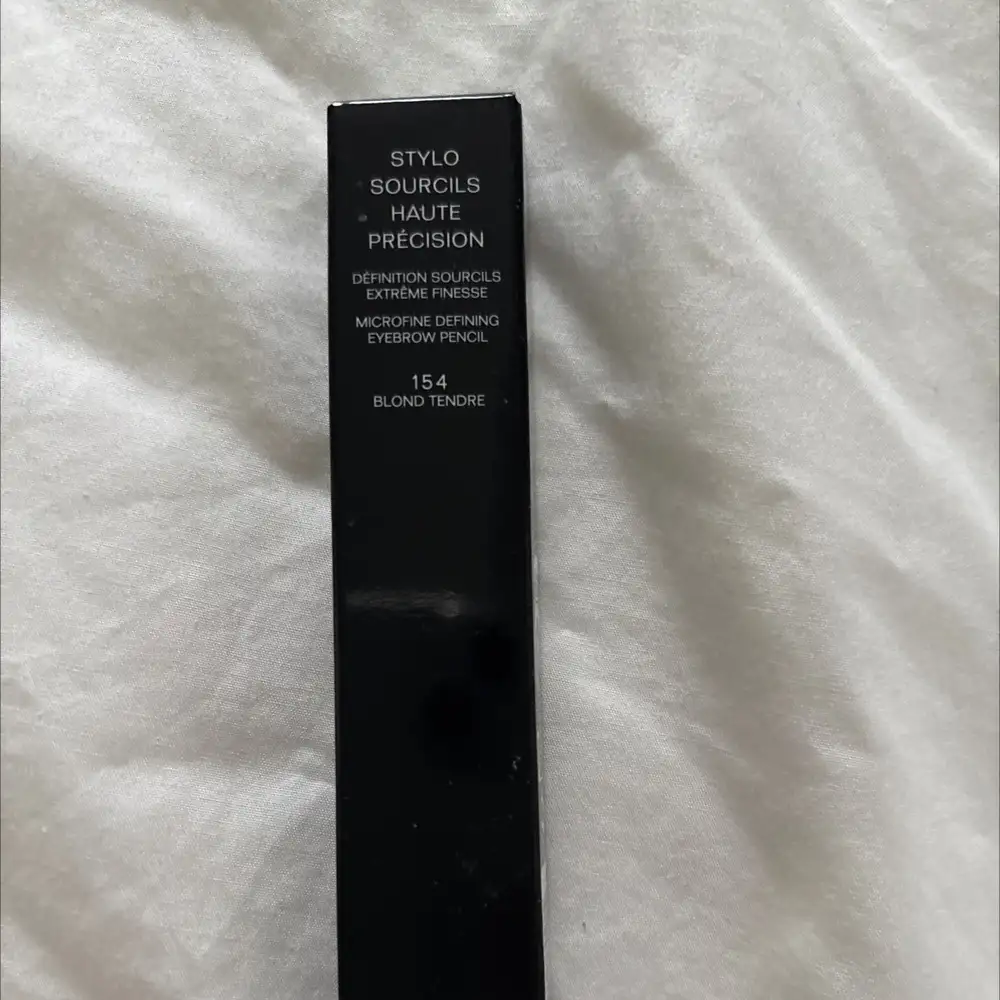 STYLO
SOURCILS
HAUTE
PRÉCISION
DÉFINITION SOURCILS
EXTRÊME FINESSE
MICROFINE DEFINING
EYEBROW PENCIL
154
BLOND TENDRE